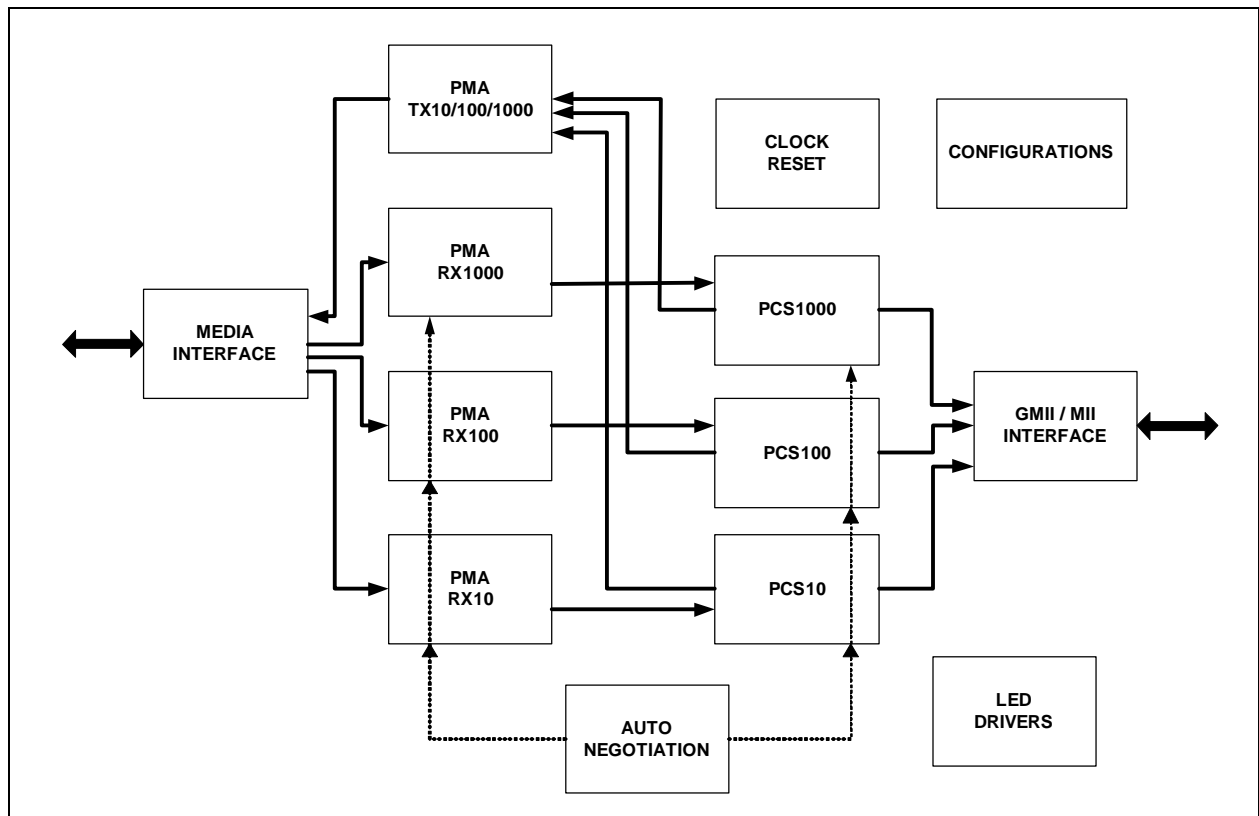 PMA
TX10/100/1000
CLOCK
RESET
CONFIGURATIONS
PMA
RX1000
MEDIA
INTERFACE
PCS1000
PMA
RX100
PCS100
GMII / MII
INTERFACE
PMA
RX10
PCS10
AUTO
NEGOTIATION
LED
DRIVERS